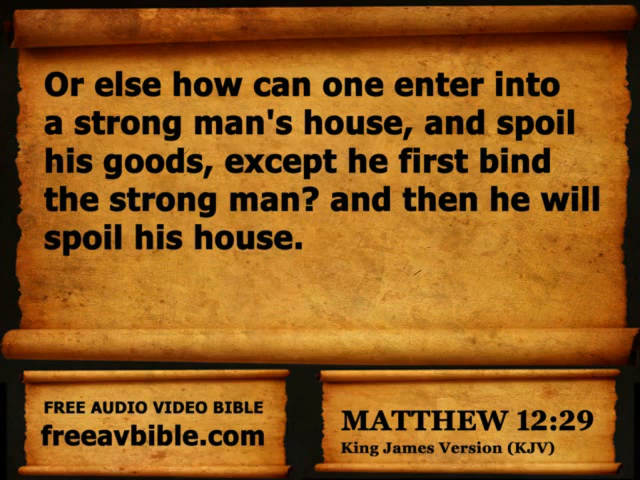 Or else how can one enter into
a strong man's house, and spoil
his goods, except he first bind
the strong man? and then he will
spoil his house.
FREE AUDIO VIDEO BIBLE
freeavbible.com
MATTHEW 12:29
King James Version (KJV)